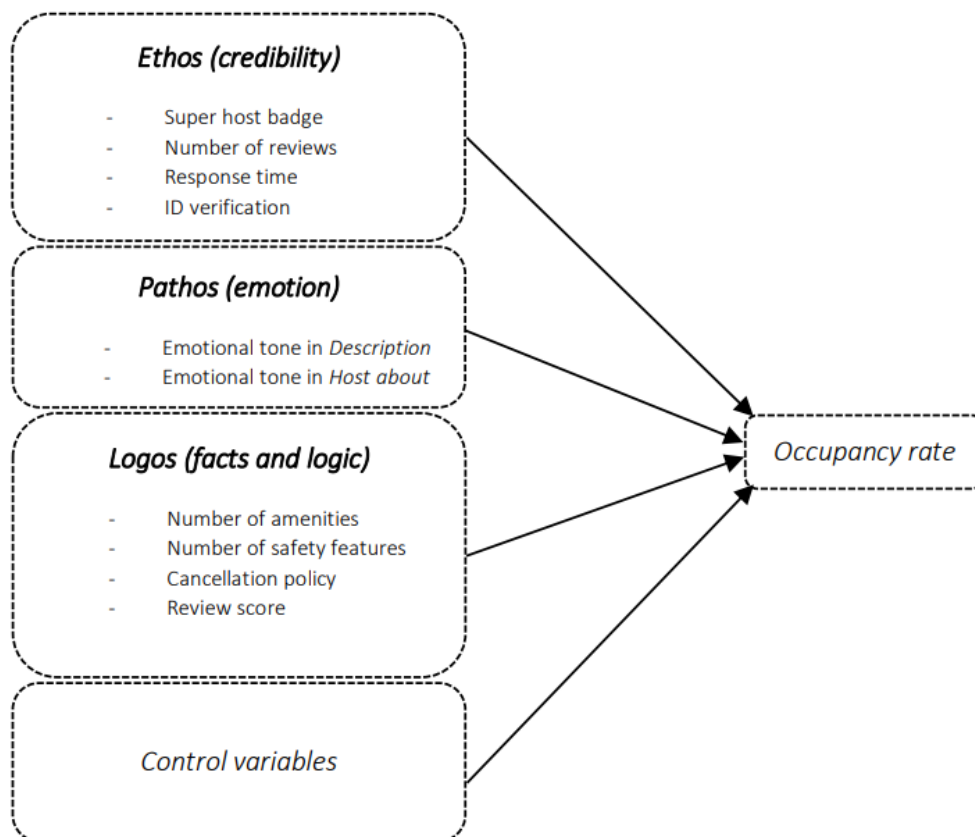 Ethos (credibility)
- Super host badge
- Number of reviews
- Response time
- ID verification
Pathos (emotion)
- Emotional tone in Description
- Emotional tone in Host about
Logos (facts and logic)
- Number of amenities
- Number of safety features
- Cancellation policy
- Review score
Control variables
Occupancy rate